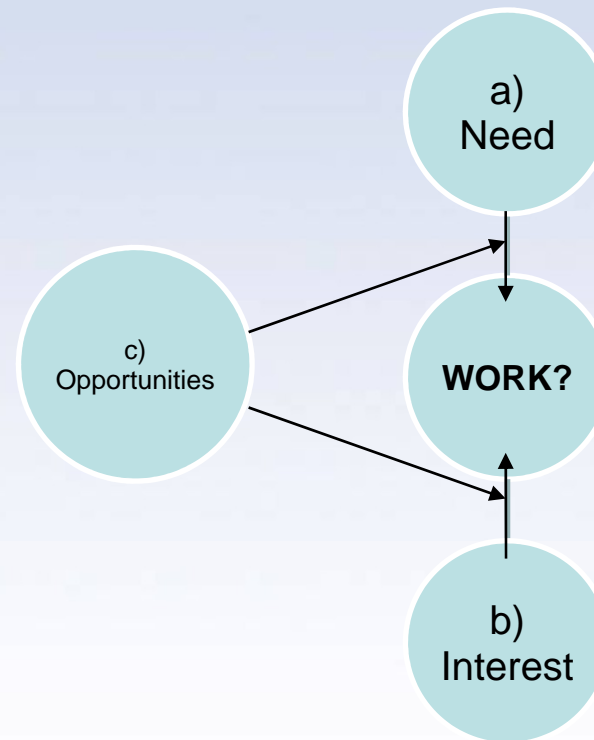 a)
Need
c)
Opportunities
WORK?
b)
Interest